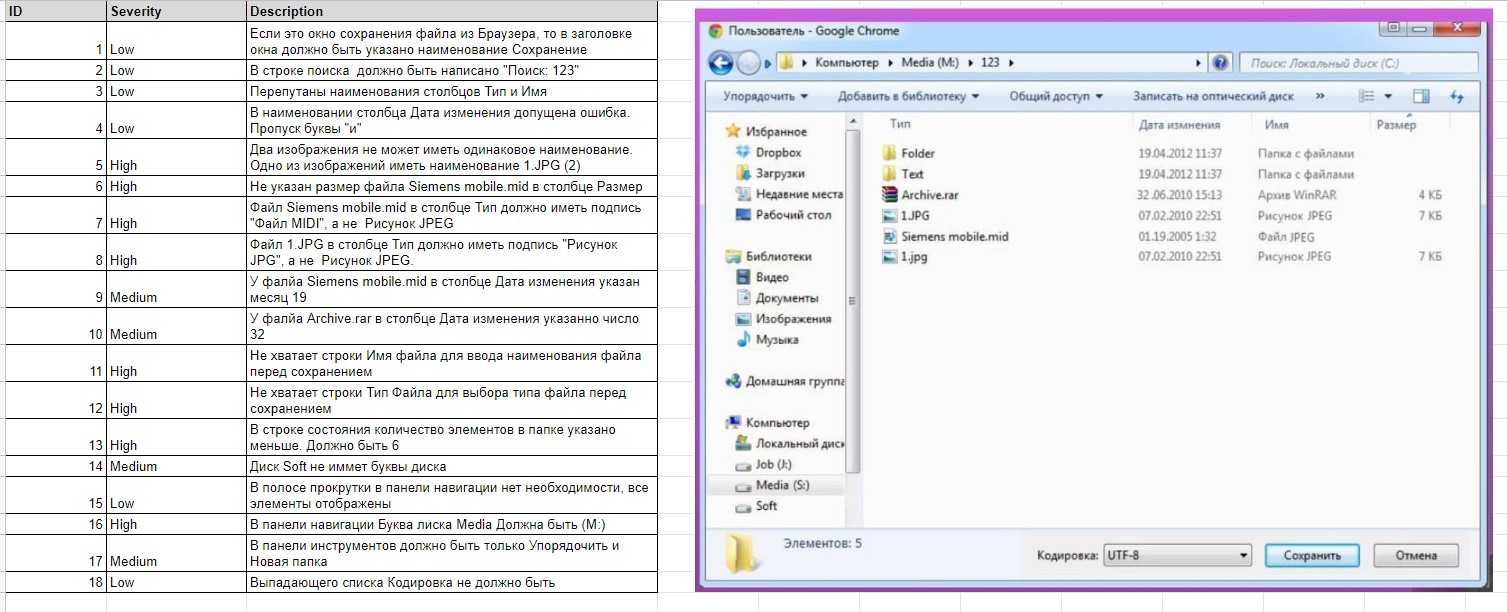 ID Severity Description
Если это окно сохранения файла из Браузера, то в заголовке
1 Low окна должно быть указано наименование Сохранение
2 Low В строке поиска должно быть написано "Поиск: 123"
3 Low Перепутаны наименования столбцов Тип и Имя
В наименовании столбца Дата изменения допущена ошибка.
4 Low Пропуск буквы "и"
Два изображения не может иметь одинаковое наименование.
5 High Одно из изображений иметь наименование 1.JPG (2)
6 High Не указан размер файла Siemens mobile.mid в столбце Размер
Файл Siemens mobile.mid в столбце Тип должно иметь подпись
7 High "Файл MIDI", а не Рисунок JPEG
Файл 1.JPG в столбце Тип должно иметь подпись "Рисунок
8 High JPG", а не Рисунок JPEG.
У фалйа Siemens mobile.mid в столбце Дата изменения указан
9 Medium месяц 19
У фалйа Archive.rar в столбце Дата изменения указанно число
10 Medium 32
Не хватает строки Имя файла для ввода наименования файла
11 High перед сохранением
Не хватает строки Тип Файла для выбора типа файла перед
12 High сохранением
В строке состояния количество элементов в папке указано
13 High меньше. Должно быть 6
14 Medium Диск Soft не иммет буквы диска
В полосе прокрутки в панели навигации нет необходимости, все
15 Low элементы отображены
16 High В панели навигации Буква лиска Media Должна быть (M:)
В панели инструментов должно быть только Упорядочить и
17 Medium Новая папка
18 Low Выпадающего списка Кодировка не должно быть
Пользователь - Google Chrome
Компьютер Media (M:) 123 Поиск: Локальный диск (C:)
Упорядочить Добавить в библиотеку Общий доступ Записать на оптический диск »
Избранное
Dropbox
Загрузки
Недавние места
Рабочий стол
Библиотеки
Видео
Документы
Изображения
Музыка
Домашняя группа
Компьютер
Локальный диск
Job (J:)
Media (S:)
Soft
Тип Дата измнения Имя Размер
Folder 19.04.2012 11:37 Папка с файлами
Text 19.04.2012 11:37 Папка с файлами
Archive.rar 32.06.2010 15:13 Архив WinRAR 4 КБ
1.JPG 07.02.2010 22:51 Рисунок JPEG 7 КБ
Siemens mobile.mid 01.19.2005 1:32 Файл JPEG
1.jpg 07.02.2010 22:51 Рисунок JPEG 7 КБ
Элементов: 5
Кодировка: UTF-8 Сохранить Отмена